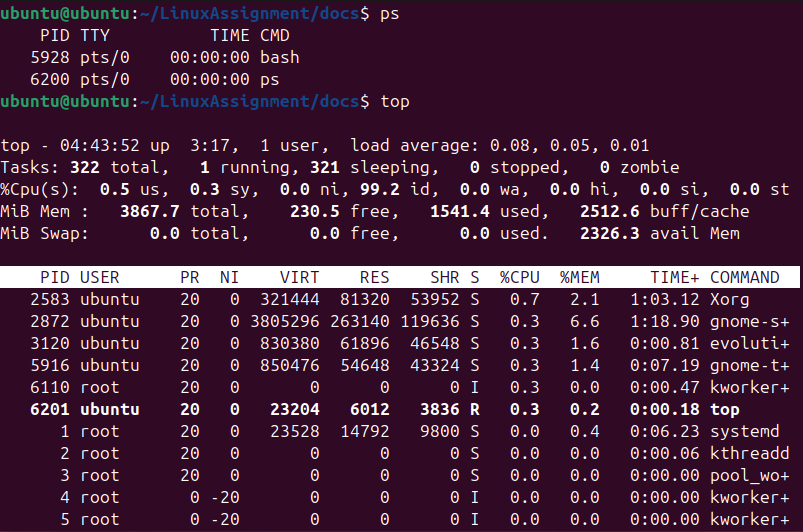 ubuntu@ubuntu:~/LinuxAssignment/docs$ ps
    PID TTY          TIME CMD
   5928 pts/0    00:00:00 bash
   6200 pts/0    00:00:00 ps
ubuntu@ubuntu:~/LinuxAssignment/docs$ top
top - 04:43:52 up  3:17,  1 user,  load average: 0.08, 0.05, 0.01
Tasks: 322 total,   1 running, 321 sleeping,   0 stopped,   0 zombie
%Cpu(s):  0.5 us,  0.3 sy,  0.0 ni, 99.2 id,  0.0 wa,  0.0 hi,  0.0 si,  0.0 st
MiB Mem :   3867.7 total,    230.5 free,   1541.4 used,   2512.6 buff/cache
MiB Swap:      0.0 total,      0.0 free,      0.0 used.   2326.3 avail Mem
    PID USER      PR  NI    VIRT    RES    SHR S  %CPU  %MEM     TIME+ COMMAND
   2583 ubuntu    20   0  321444  81320  53952 S   0.7   2.1   1:03.12 Xorg
   2872 ubuntu    20   0 3805296 263140 119636 S   0.3   6.6   1:18.90 gnome-s+
   3120 ubuntu    20   0  830380  61896  46548 S   0.3   1.6   0:00.81 evoluti+
   5916 ubuntu    20   0  850476  54648  43324 S   0.3   1.4   0:07.19 gnome-t+
   6110 root      20   0       0      0      0 I   0.3   0.0   0:00.47 kworker+
   6201 ubuntu    20   0   23204   6012   3836 R   0.3   0.2   0:00.18 top
      1 root      20   0   23528  14792   9800 S   0.0   0.4   0:06.23 systemd
      2 root      20   0       0      0      0 S   0.0   0.0   0:00.06 kthreadd
      3 root      20   0       0      0      0 S   0.0   0.0   0:00.00 pool_wo+
      4 root       0 -20       0      0      0 I   0.0   0.0   0:00.00 kworker+
      5 root       0 -20       0      0      0 I   0.0   0.0   0:00.00 kworker+